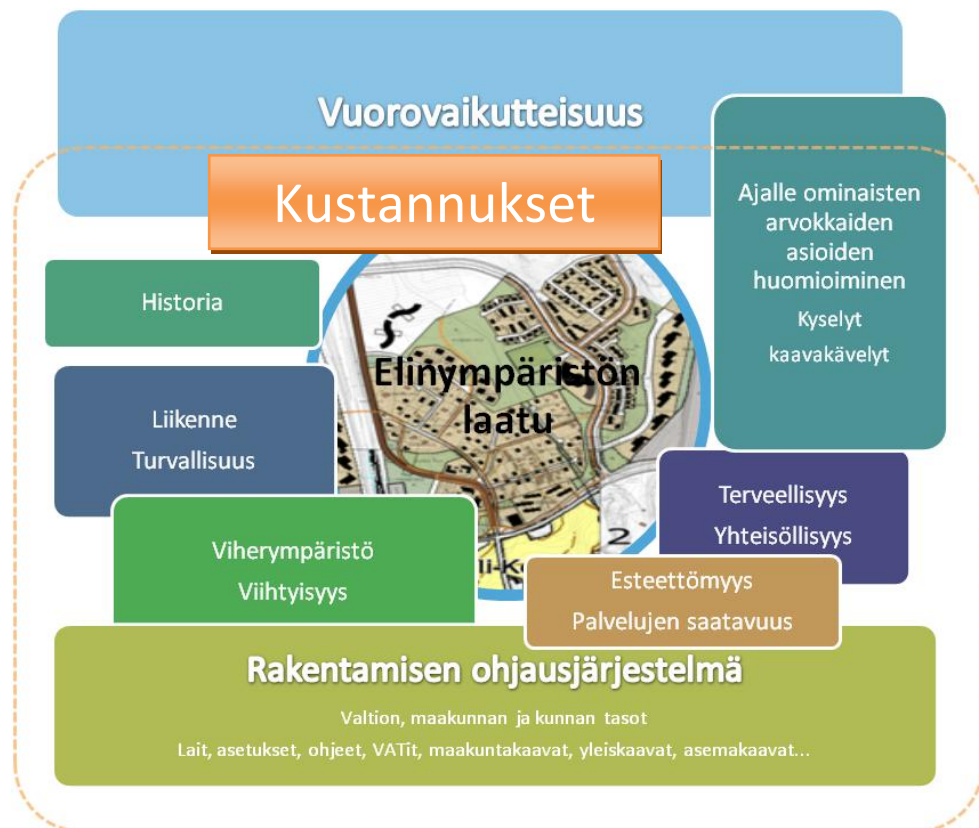 Vuorovaikutteisuus
Kustannukset
Ajalle ominaisten
arvokkaiden
asioiden
huomioiminen
Kyselyt
kaavakävelyt
Historia
Elinympäristön
laatu
Liikenne
Turvallisuus
Terveellisyys
Yhteisöllisyys
Viherympäristö
Viihtyisyys
2
Esteettömyys
Palvelujen saatavuus
Rakentamisen ohjausjärjestelmä
Valtion, maakunnan ja kunnan tasot
Lait, asetukset, ohjeet, VATit, maakuntakaavat, yleiskaavat, asemakaavat...